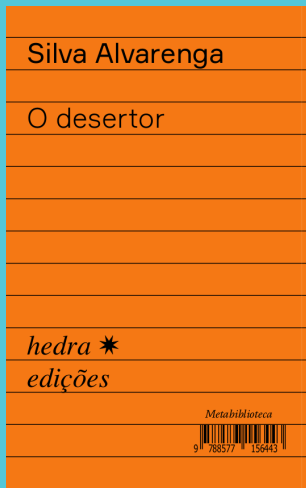 Silva Alvarenga
O desertor
hedra
edições
Metabiblioteca
9 788577 156443